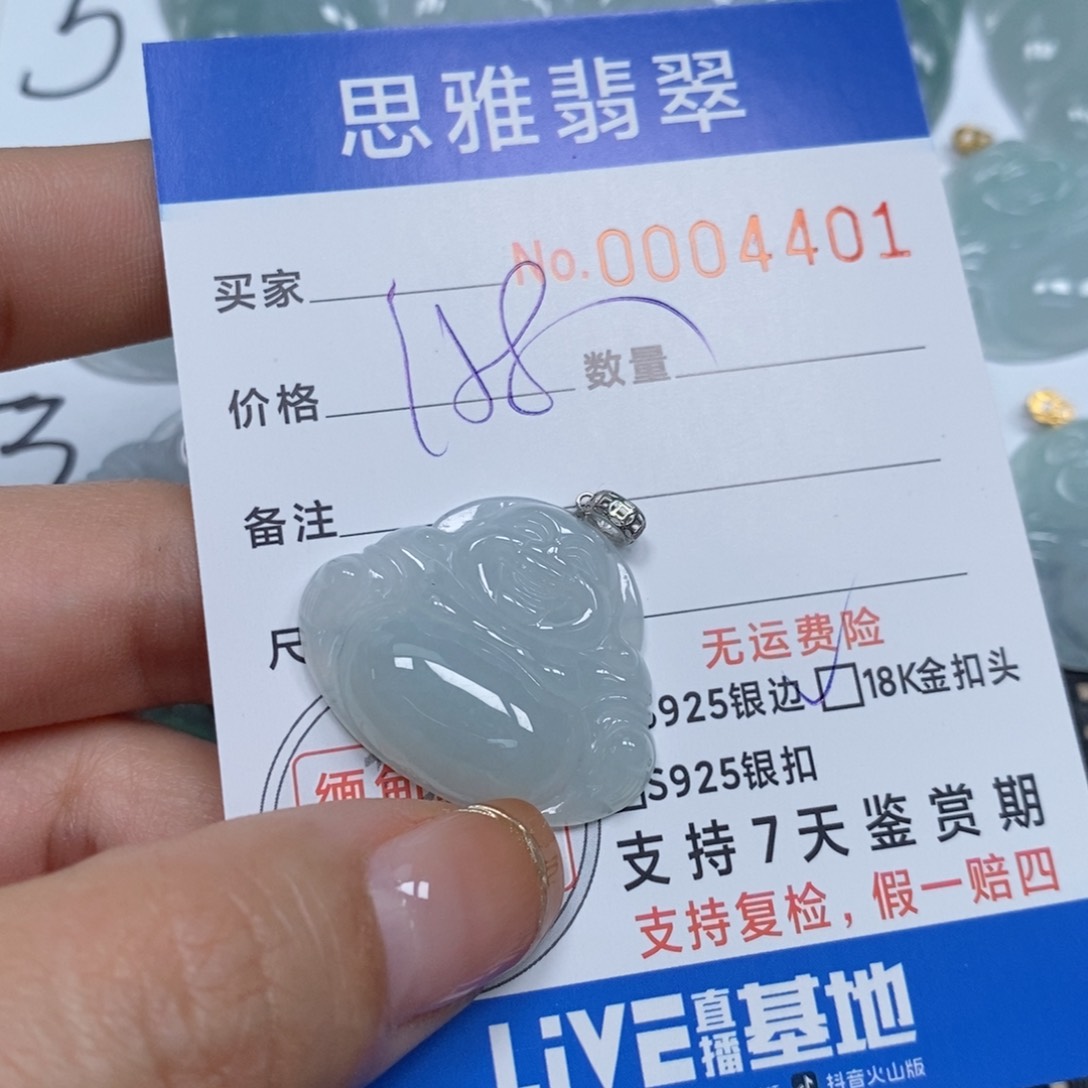 5
思雅翡翠
No.0004401
买家
价格 188 数量
3
备注
尺
无运费险
S925银边 18K金扣头
S925银扣
缅甸
支持7天鉴赏期
支持复检，假一赔四
LiVE直播基地
抖音火山版